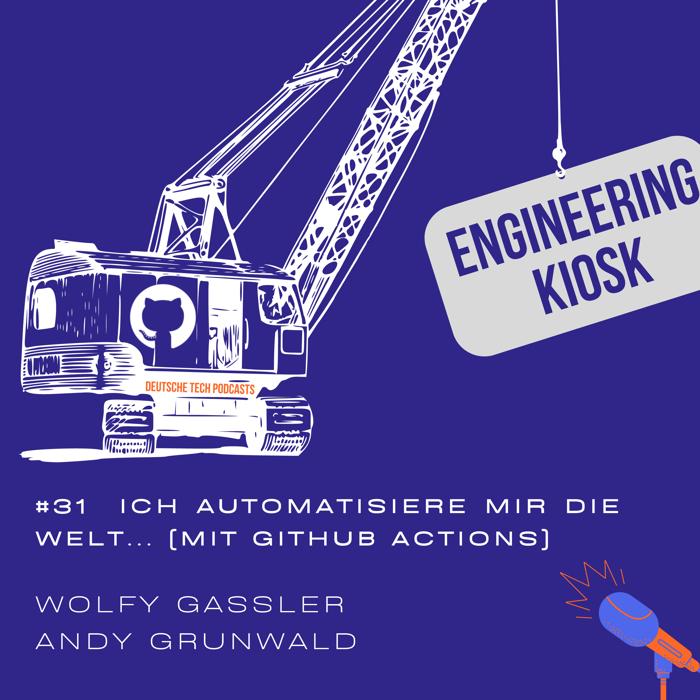 ENGINEERING
KIOSK
DEUTSCHE TECH PODCASTS
#31 ICH AUTOMATISIERE MIR DIE
WELT... (MIT GITHUB ACTIONS)
WOLFY GASSLER
ANDY GRUNWALD